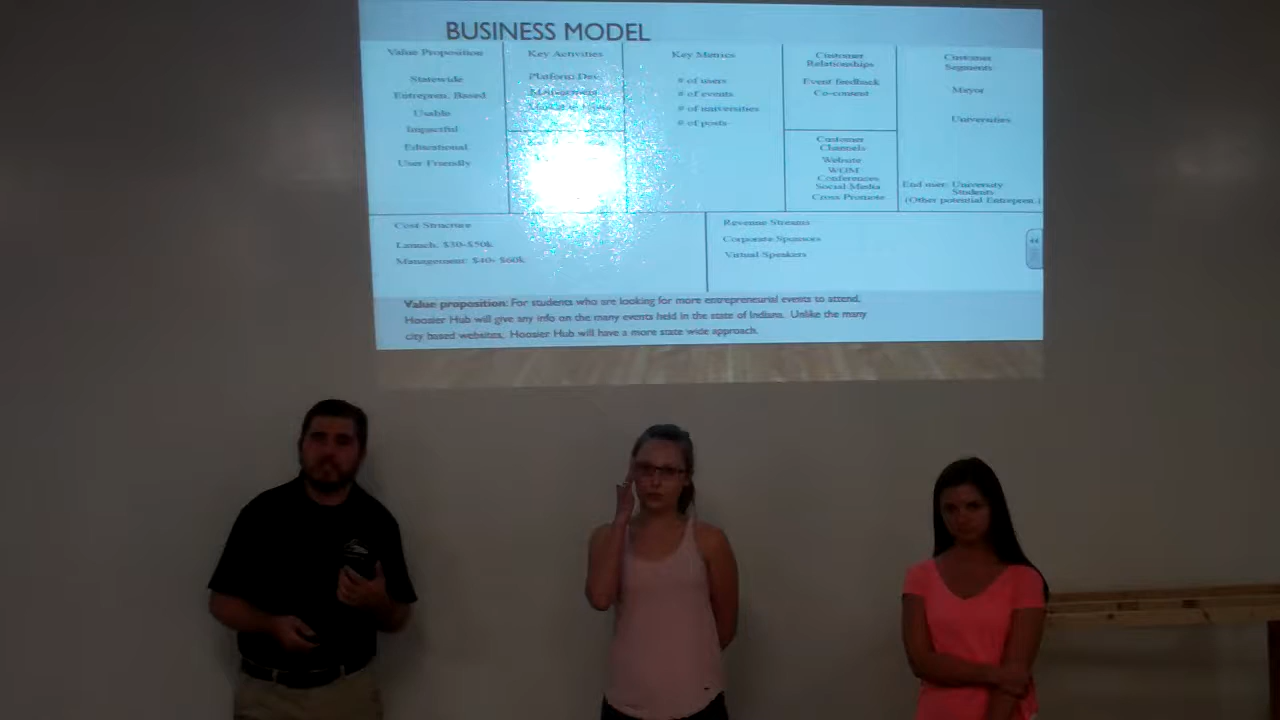 BUSINESS MODEL
Value Proposition
Statewide
Entrepren. Based
Usable
Impactful
Educational
User Friendly
Key Activities
Platform Dev.
Management
Key Metrics
# of users
# of events
# of universities
# of posts
Customer
Relationships
Event feedback
Co-consent
Customer
Channels
Website
WOM
Conferences
Social Media
Cross Promote
Customer
Segments
Mayor
Universities
End user: University
Students
(Other potential Entrepren.)
Cost Structure
Launch: $30-$50k
Management: $40- $60k
Revenue Streams
Corporate Sponsors
Virtual Speakers
Value proposition: For students who are looking for more entrepreneurial events to attend,
Hoosier Hub will give any info on the many events held in the state of Indiana. Unlike the many
city based websites, Hoosier Hub will have a more state wide approach.